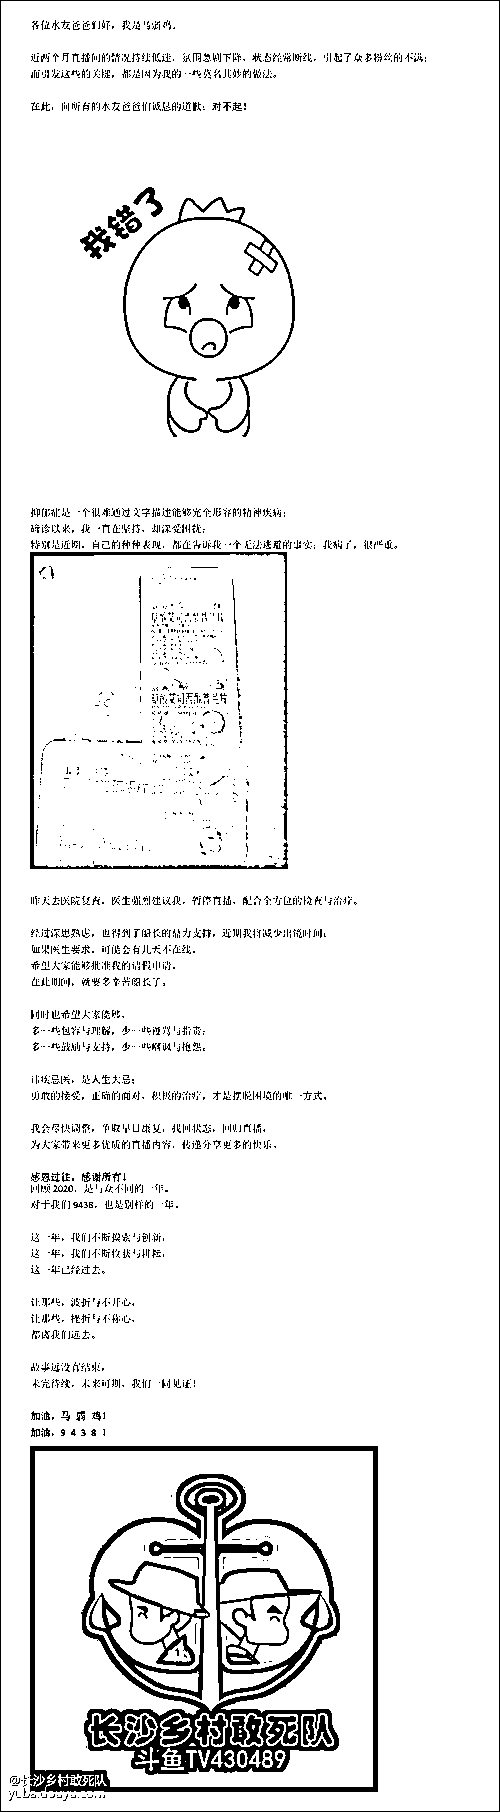 各位水友爸爸们好，我是马弱鸡。
近两个月直播间的情况持续低迷，氛围急剧下降，状态经常断线，引起了众多粉丝的不满；
而引发这些的关键，都是因为我的一些莫名其妙的做法。
在此，向所有的水友爸爸们诚恳的道歉：对不起！
我错了
抑郁症是一个很难通过文字描述能够完全形容的精神疾病；
确诊以来，我一直在坚持，却深受困扰；
特别是近期，自己的种种表现，都在告诉我一个无法逃避的事实：我病了，很严重。
草酸艾司西酞普兰片
昨天去医院复查，医生强烈建议我，暂停直播，配合全方位的检查与治疗。
经过深思熟虑，也得到了船长的鼎力支持，近期我将减少出镜时间；
如果医生要求，可能会有几天不在线。
希望大家能够批准我的请假申请。
在此期间，就要多辛苦船长了。
同时也希望大家能够，
多一些包容与理解，少一些谩骂与指责；
多一些鼓励与支持，少一些嘲讽与抱怨。
讳疾忌医，是人生大忌；
勇敢的接受，正确的面对，积极的治疗，才是摆脱困境的唯一方式。
我会尽快调整，争取早日康复，找回状态，回归直播，
为大家带来更多优质的直播内容，传递分享更多的快乐。
感恩过往，感谢所有！
回顾 2020，是与众不同的一年。
对于我们 9438，也是别样的一年。
这一年，我们不断摸索与创新，
这一年，我们不断收获与耕耘，
这一年已经过去。
让那些，波折与不开心，
让那些，挫折与不称心，
都离我们远去。
故事还没有结束，
未完待续，未来可期，我们一同见证！
加油，马 弱 鸡！
加油，9 4 3 8 ！
长沙乡村敢死队
斗鱼TV430489
@长沙乡村敢死队
yuba.douyu.com